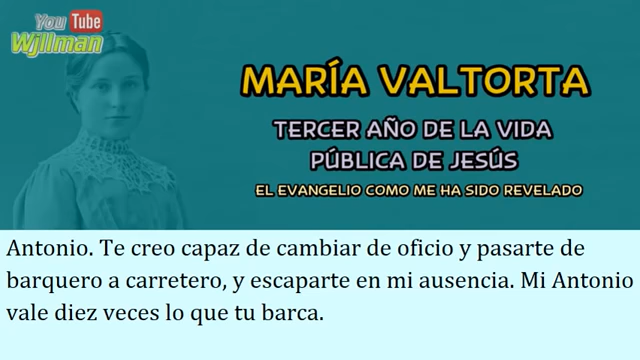 You Tube
Wjllman
MARÍA VALTORTA
TERCER AÑO DE LA VIDA
PÚBLICA DE JESÚS
EL EVANGELIO COMO ME HA SIDO REVELADO
Antonio. Te creo capaz de cambiar de oficio y pasarte de
barquero a carretero, y escaparte en mi ausencia. Mi Antonio
vale diez veces lo que tu barca.